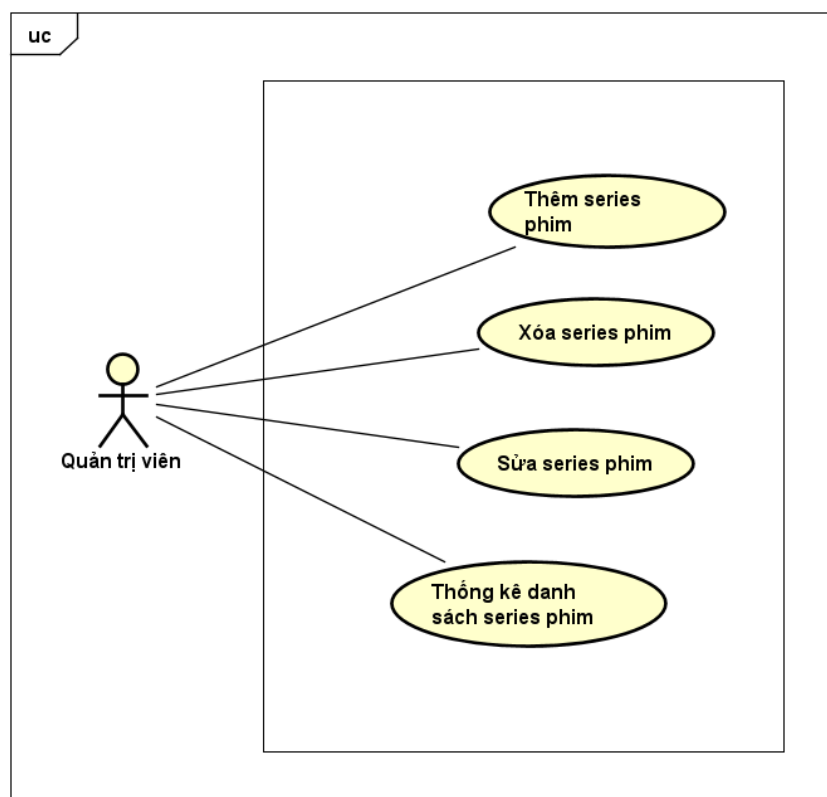 uc
Thêm series
phim
Xóa series phim
Quản trị viên
Sửa series phim
Thống kê danh
sách series phim